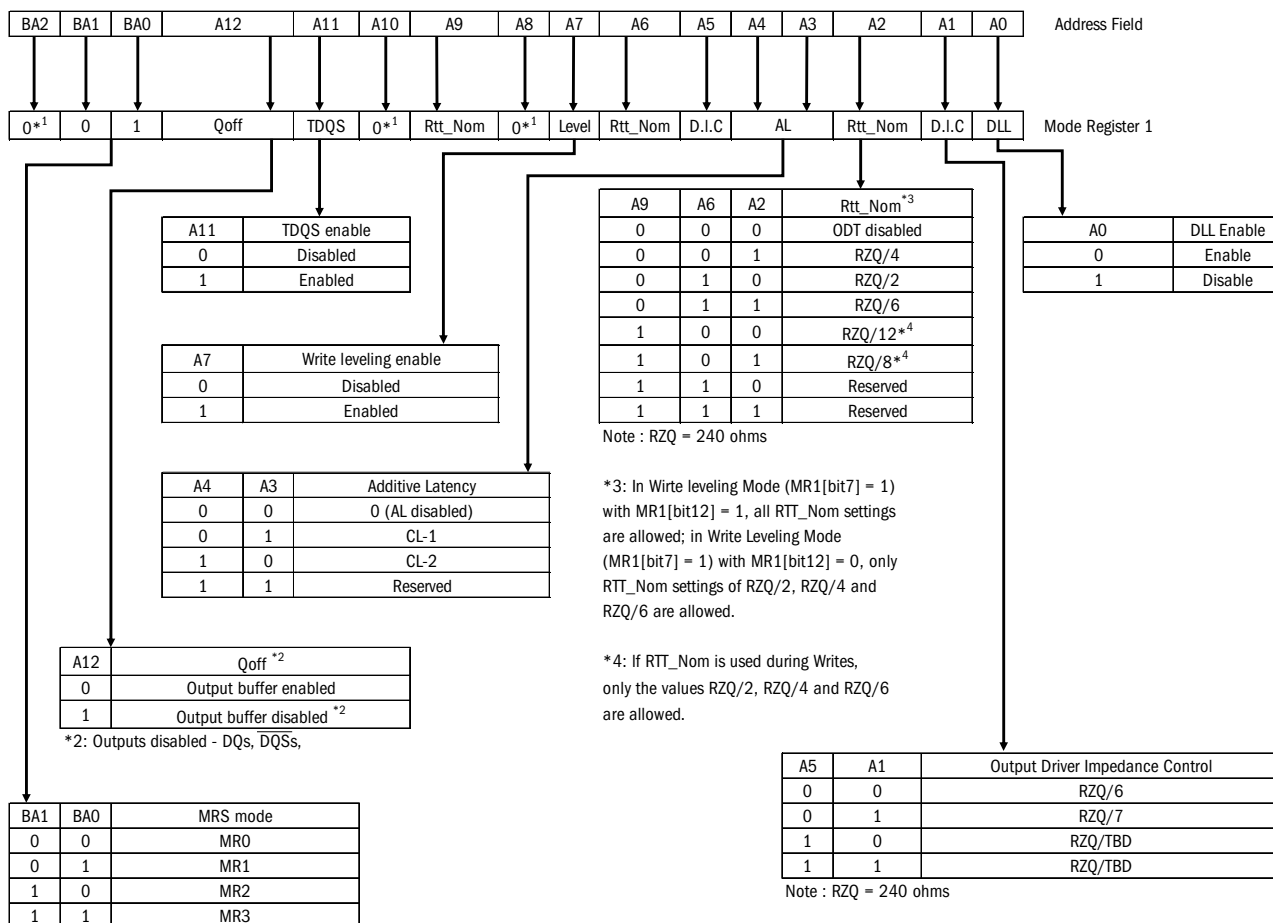 BA2 BA1 BA0 A12 A11 A10 A9 A8 A7 A6 A5 A4 A3 A2 A1 A0 Address Field
0*1 0 1 Qoff TDQS 0*1 Rtt_Nom 0*1 Level Rtt_Nom D.I.C AL Rtt_Nom D.I.C DLL Mode Register 1
A11 TDQS enable
0 Disabled
1 Enabled
A9 A6 A2 Rtt_Nom*3
0 0 0 ODT disabled
0 0 1 RZQ/4
0 1 0 RZQ/2
0 1 1 RZQ/6
1 0 0 RZQ/12*4
1 0 1 RZQ/8*4
1 1 0 Reserved
1 1 1 Reserved
Note : RZQ = 240 ohms
A0 DLL Enable
0 Enable
1 Disable
A7 Write leveling enable
0 Disabled
1 Enabled
A4 A3 Additive Latency
0 0 0 (AL disabled)
0 1 CL-1
1 0 CL-2
1 1 Reserved
*3: In Wirte leveling Mode (MR1[bit7] = 1)
with MR1[bit12] = 1, all RTT_Nom settings
are allowed; in Write Leveling Mode
(MR1[bit7] = 1) with MR1[bit12] = 0, only
RTT_Nom settings of RZQ/2, RZQ/4 and
RZQ/6 are allowed.
*4: If RTT_Nom is used during Writes,
only the values RZQ/2, RZQ/4 and RZQ/6
are allowed.
A12 Qoff *2
0 Output buffer enabled
1 Output buffer disabled *2
*2: Outputs disabled - DQs, DQSs,
A5 A1 Output Driver Impedance Control
0 0 RZQ/6
0 1 RZQ/7
1 0 RZQ/TBD
1 1 RZQ/TBD
Note : RZQ = 240 ohms
BA1 BA0 MRS mode
0 0 MR0
0 1 MR1
1 0 MR2
1 1 MR3